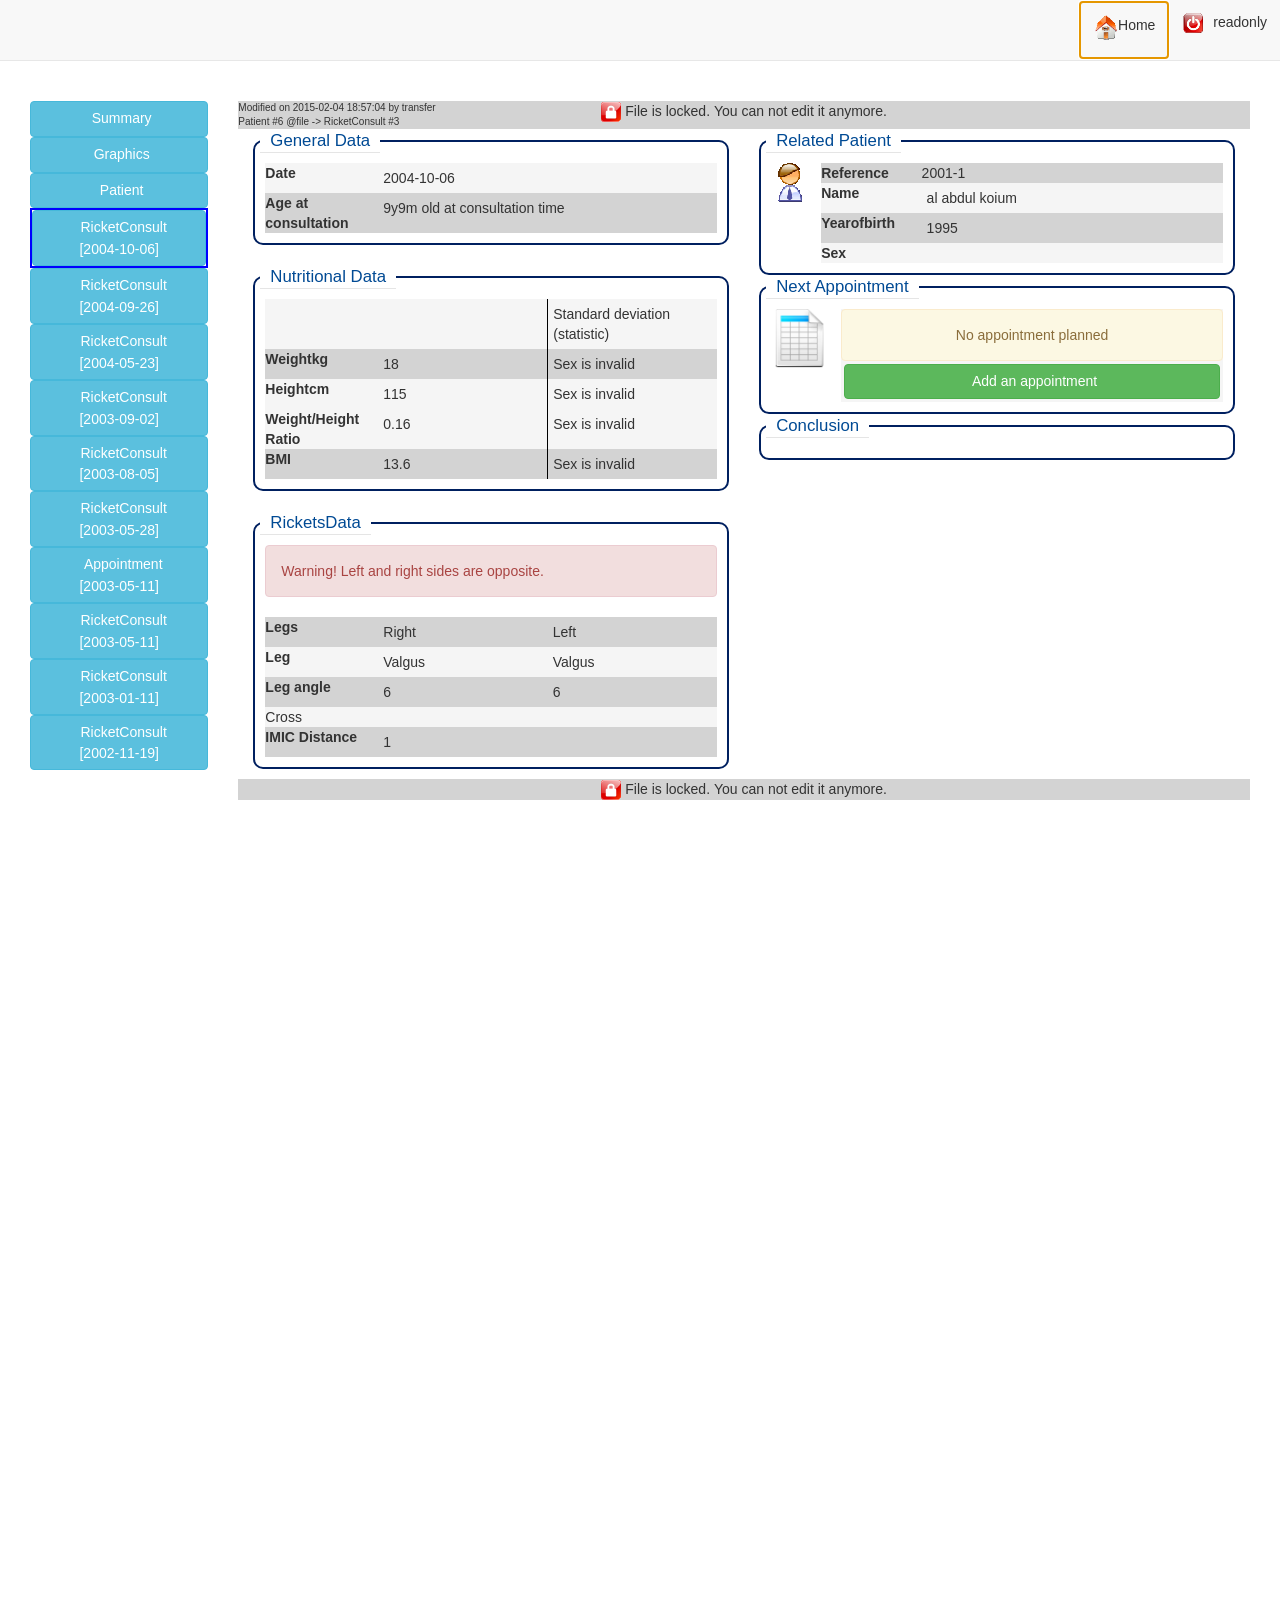 Home
readonly
Summary
Graphics
Patient
RicketConsult
[2004-10-06]
RicketConsult
[2004-09-26]
RicketConsult
[2004-05-23]
RicketConsult
[2003-09-02]
RicketConsult
[2003-08-05]
RicketConsult
[2003-05-28]
Appointment
[2003-05-11]
RicketConsult
[2003-05-11]
RicketConsult
[2003-01-11]
RicketConsult
[2002-11-19]
Modified on 2015-02-04 18:57:04 by transfer
Patient #6 @file -> RicketConsult #3
File is locked. You can not edit it anymore.
General Data
Date 2004-10-06
Age at
consultation 9y9m old at consultation time
Nutritional Data
Standard deviation
(statistic)
Weightkg 18 Sex is invalid
Heightcm 115 Sex is invalid
Weight/Height
Ratio 0.16 Sex is invalid
BMI 13.6 Sex is invalid
RicketsData
Warning! Left and right sides are opposite.
Legs Right Left
Leg Valgus Valgus
Leg angle 6 6
Cross
IMIC Distance 1
Related Patient
Reference 2001-1
Name al abdul koium
Yearofbirth 1995
Sex
Next Appointment
No appointment planned
Add an appointment
Conclusion
File is locked. You can not edit it anymore.